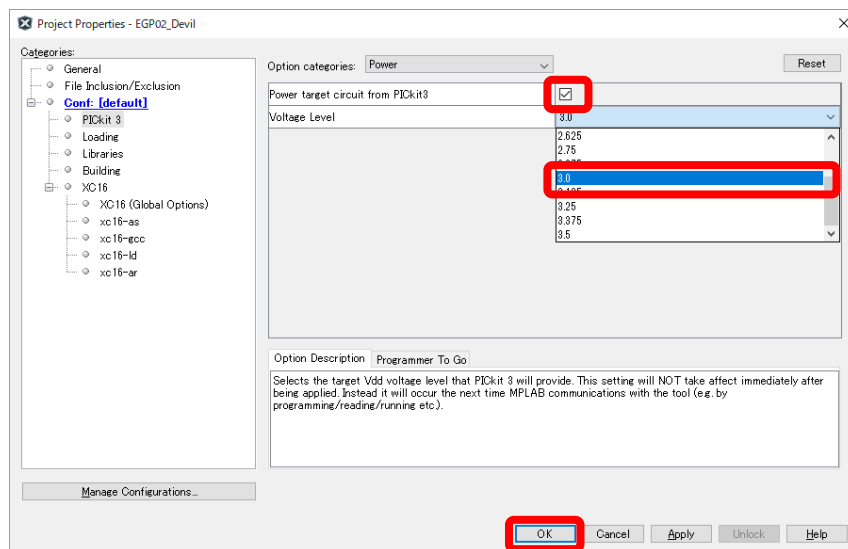 Project Properties - EGP02_Devil
Categories:
General
File Inclusion/Exclusion
Conf: [default]
PICkit 3
Loading
Libraries
Building
XC16
XC16 (Global Options)
xc16-as
xc16-gcc
xc16-ld
xc16-ar
Manage Configurations...
Option categories: Power
Reset
Power target circuit from PICkit3
Voltage Level 3.0
2.625
2.75
3.0
3.25
3.375
3.5
Option Description Programmer To Go
Selects the target Vdd voltage level that PICkit 3 will provide. This setting will NOT take affect immediately after
being applied. Instead it will occur the next time MPLAB communications with the tool (eg. by
programming/reading/running etc.).
OK Cancel Apply Unlock Help